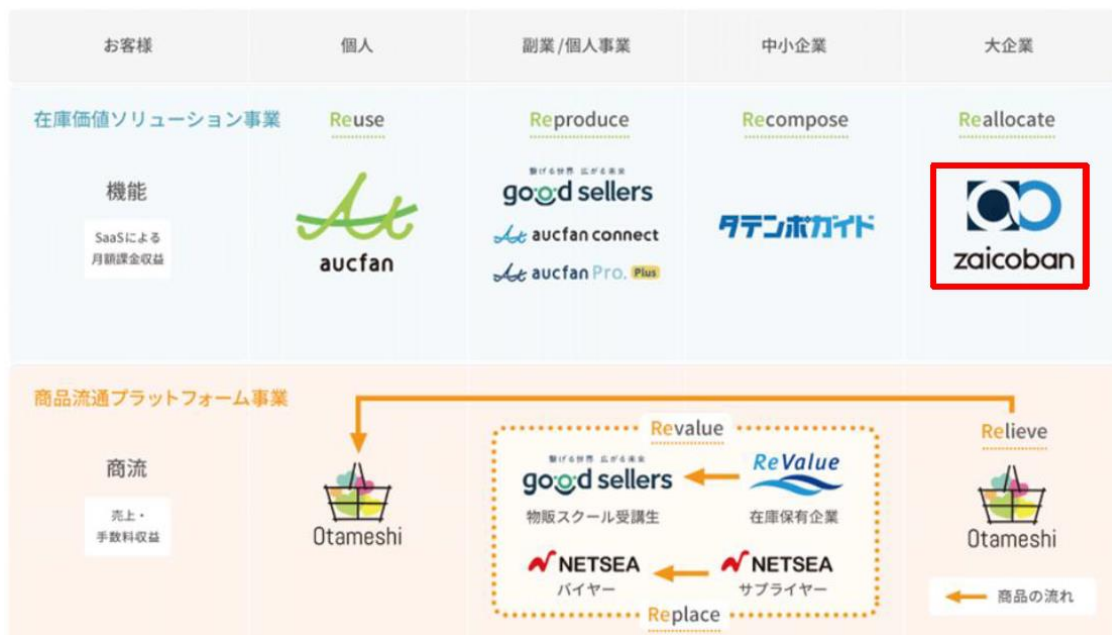 お客様
個人
副業/個人事業
中小企業
大企業
在庫価値ソリューション事業
Reuse
Reproduce
Recompose
Reallocate
機能
SaaSによる
月額課金収益
aucfan
繋げる世界 広がる未来
good sellers
aucfan connect
aucfan Pro. Plus
タテンポガイド
zaicoban
商品流通プラットフォーム事業
Revalue
Relieve
商流
売上・
手数料収益
Otameshi
繋げる世界 広がる未来
good sellers
物販スクール受講生
ReValue
在庫保有企業
NETSEA
バイヤー
NETSEA
サプライヤー
Replace
Otameshi
商品の流れ